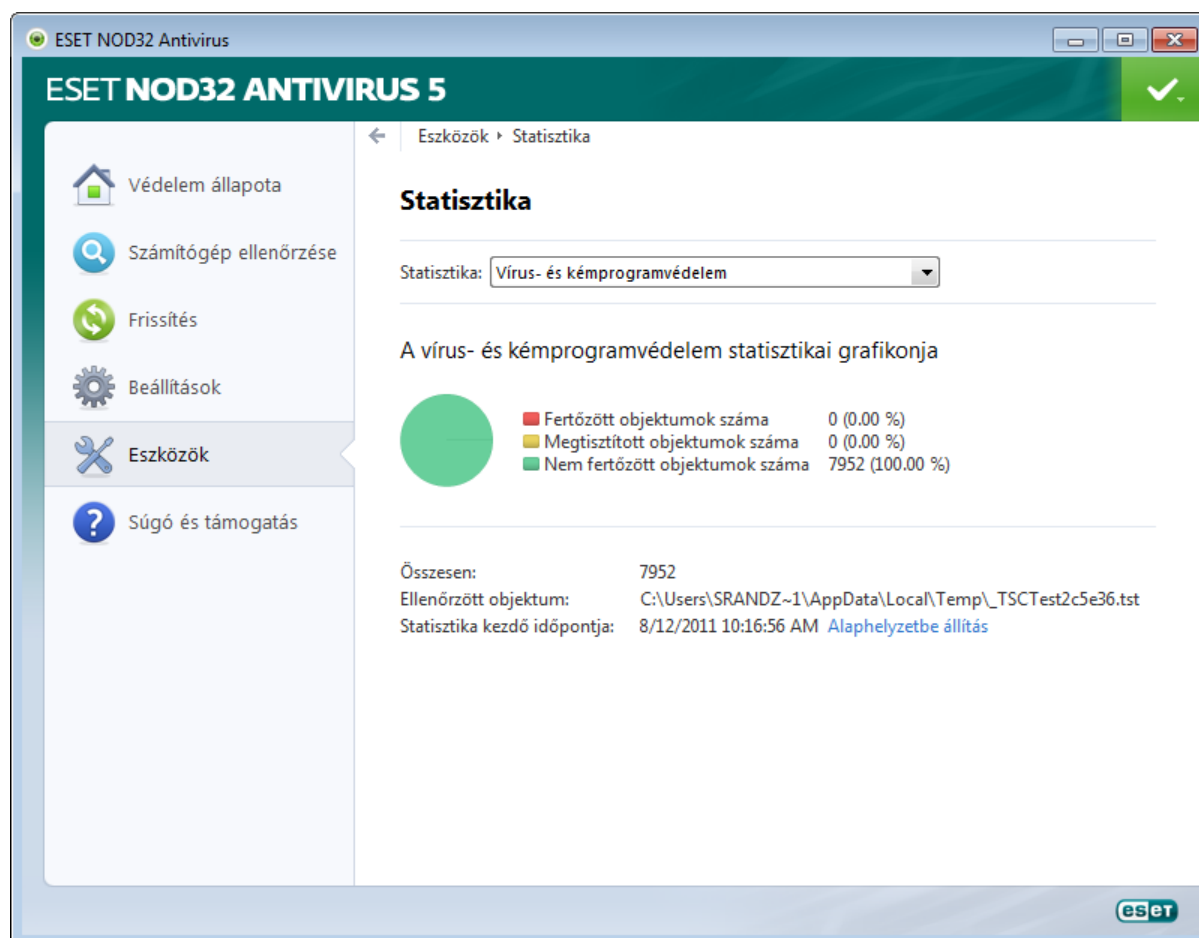 ESET NOD32 Antivirus
ESET NOD32 ANTIVIRUS 5
Eszközök ‣ Statisztika
Védelem állapota
Számítógép ellenőrzése
Frissítés
Beállítások
Eszközök
Súgó és támogatás
Statisztika
Statisztika: Vírus- és kémprogramvédelem
A vírus- és kémprogramvédelem statisztikai grafikonja
Fertőzött objektumok száma 0 (0.00 %)
Megtisztított objektumok száma 0 (0.00 %)
Nem fertőzött objektumok száma 7952 (100.00 %)
Összesen: 7952
Ellenőrzött objektum: C:\Users\SRANDZ~1\AppData\Local\Temp\_TSCTest2c5e36.tst
Statisztika kezdő időpontja: 8/12/2011 10:16:56 AM Alaphelyzetbe állítás
eseT